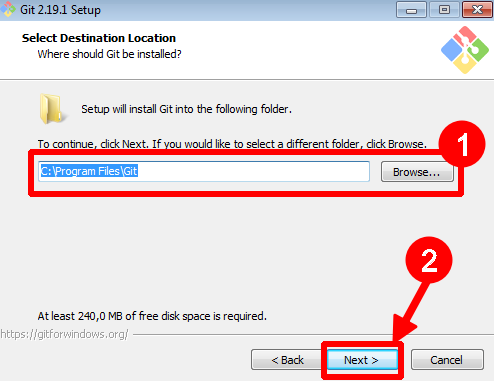 Git 2.19.1 Setup
Select Destination Location
Where should Git be installed?
Setup will install Git into the following folder.
To continue, click Next. If you would like to select a different folder, click Browse.
1
C:\Program Files\Git
Browse...
2
At least 240,0 MB of free disk space is required.
https://gitforwindows.org/
< Back
Next >
Cancel